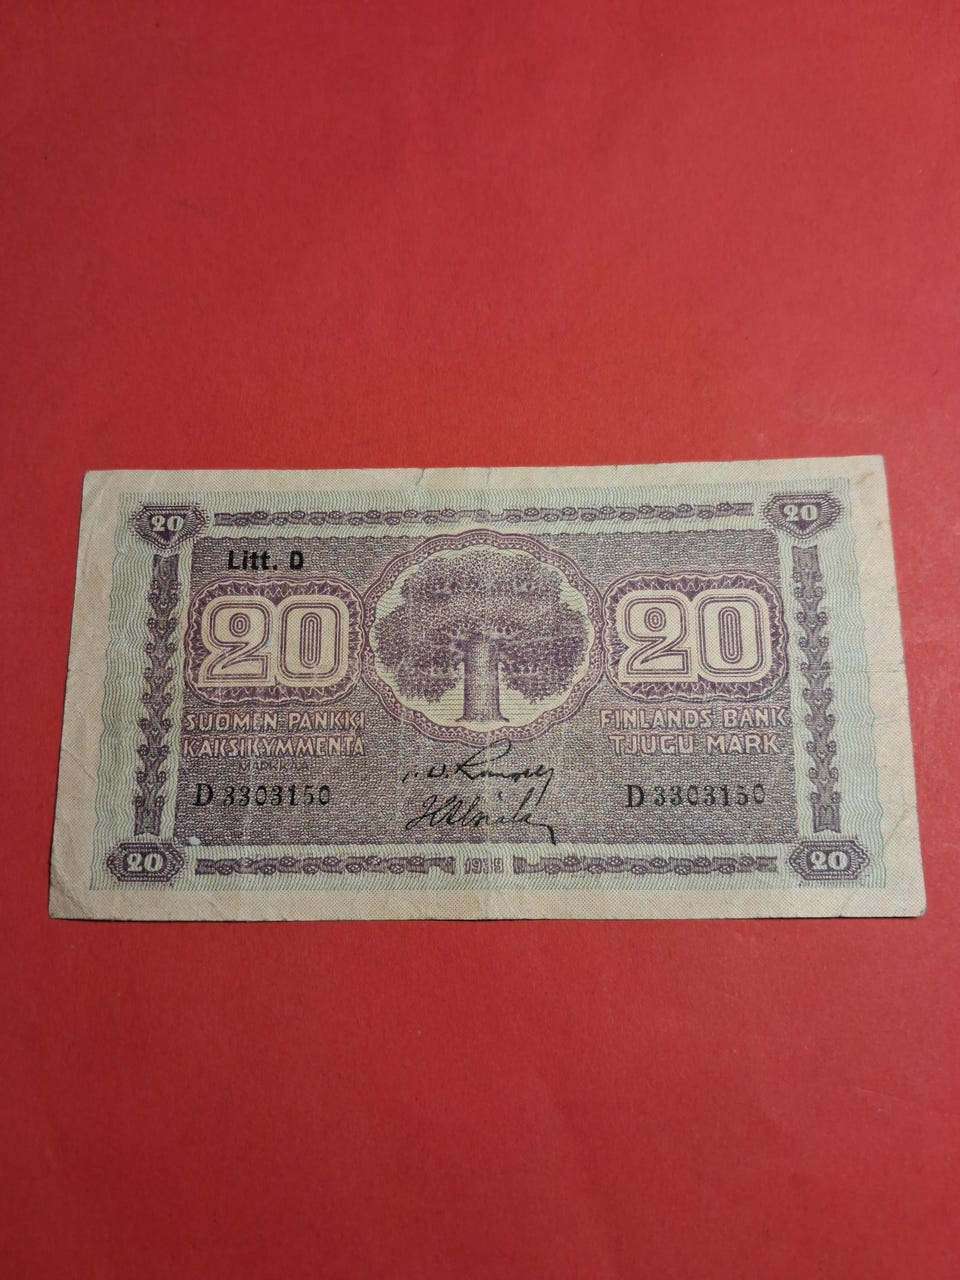 20 20
Litt. D
20 20
SUOMEN PANKKI FINLANDS BANK
KAKSIKYMMENTÄ TJUGU MARK
MARKKAA
D 3303150 D 3303150
20 1939 20